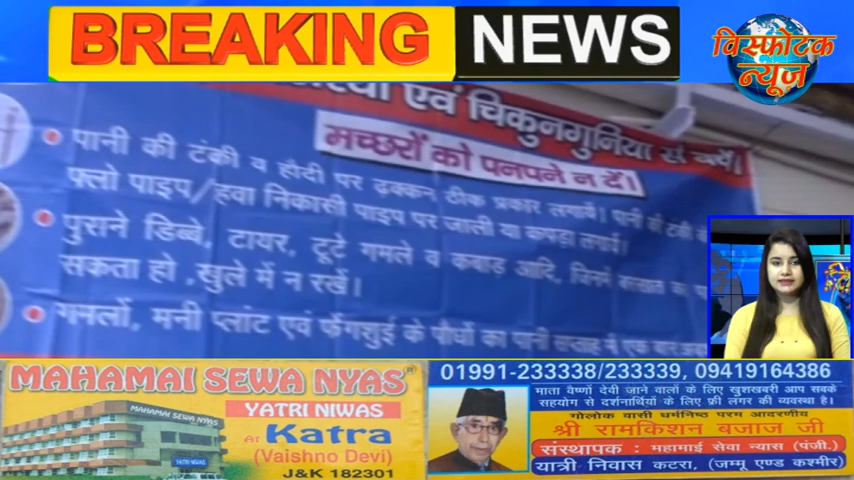 BREAKING NEWS
विस्फोटक
न्यूज
एवं चिकुनगुनिया से बचें।
मच्छरों को पनपने न दें।
पानी की टंकी व हौदी पर ढ़क्कन ठीक प्रकार लगायें। पानी की टंकी
फ्लो पाइप/हवा निकासी पाइप पर जाली या कपड़ा लगायें।
पुराने डिब्बे, टायर, टूटे गमले व कबाड़ आदि, जिनमें बरसात का
सकता हो ,खुले में न रखें।
गमलों, मनी प्लांट एवं फेंगशुई के पौधों का पानी सप्ताह में एक बार
MAHAMAI SEWA NYAS®
MAHAMAI SEWA NYAS
YATRI NIWAS
YATRI NIWAS
At Katra
(Vaishno Devi)
J&K 182301
01991-233338/233339, 09419164386
माता वैष्णों देवी जाने वालों के लिए खुशखबरी आप सबके
सहयोग से दर्शनार्थियों के लिए फ्री लंगर की व्यवस्था है।
गोलोक वासी धर्मनिष्ठ परम आदरणीय
श्री रामकिशन बजाज जी
संस्थापक : महामाई सेवा न्यास (पंजी.)
यात्री निवास कटरा, (जम्मू एण्ड कश्मीर)